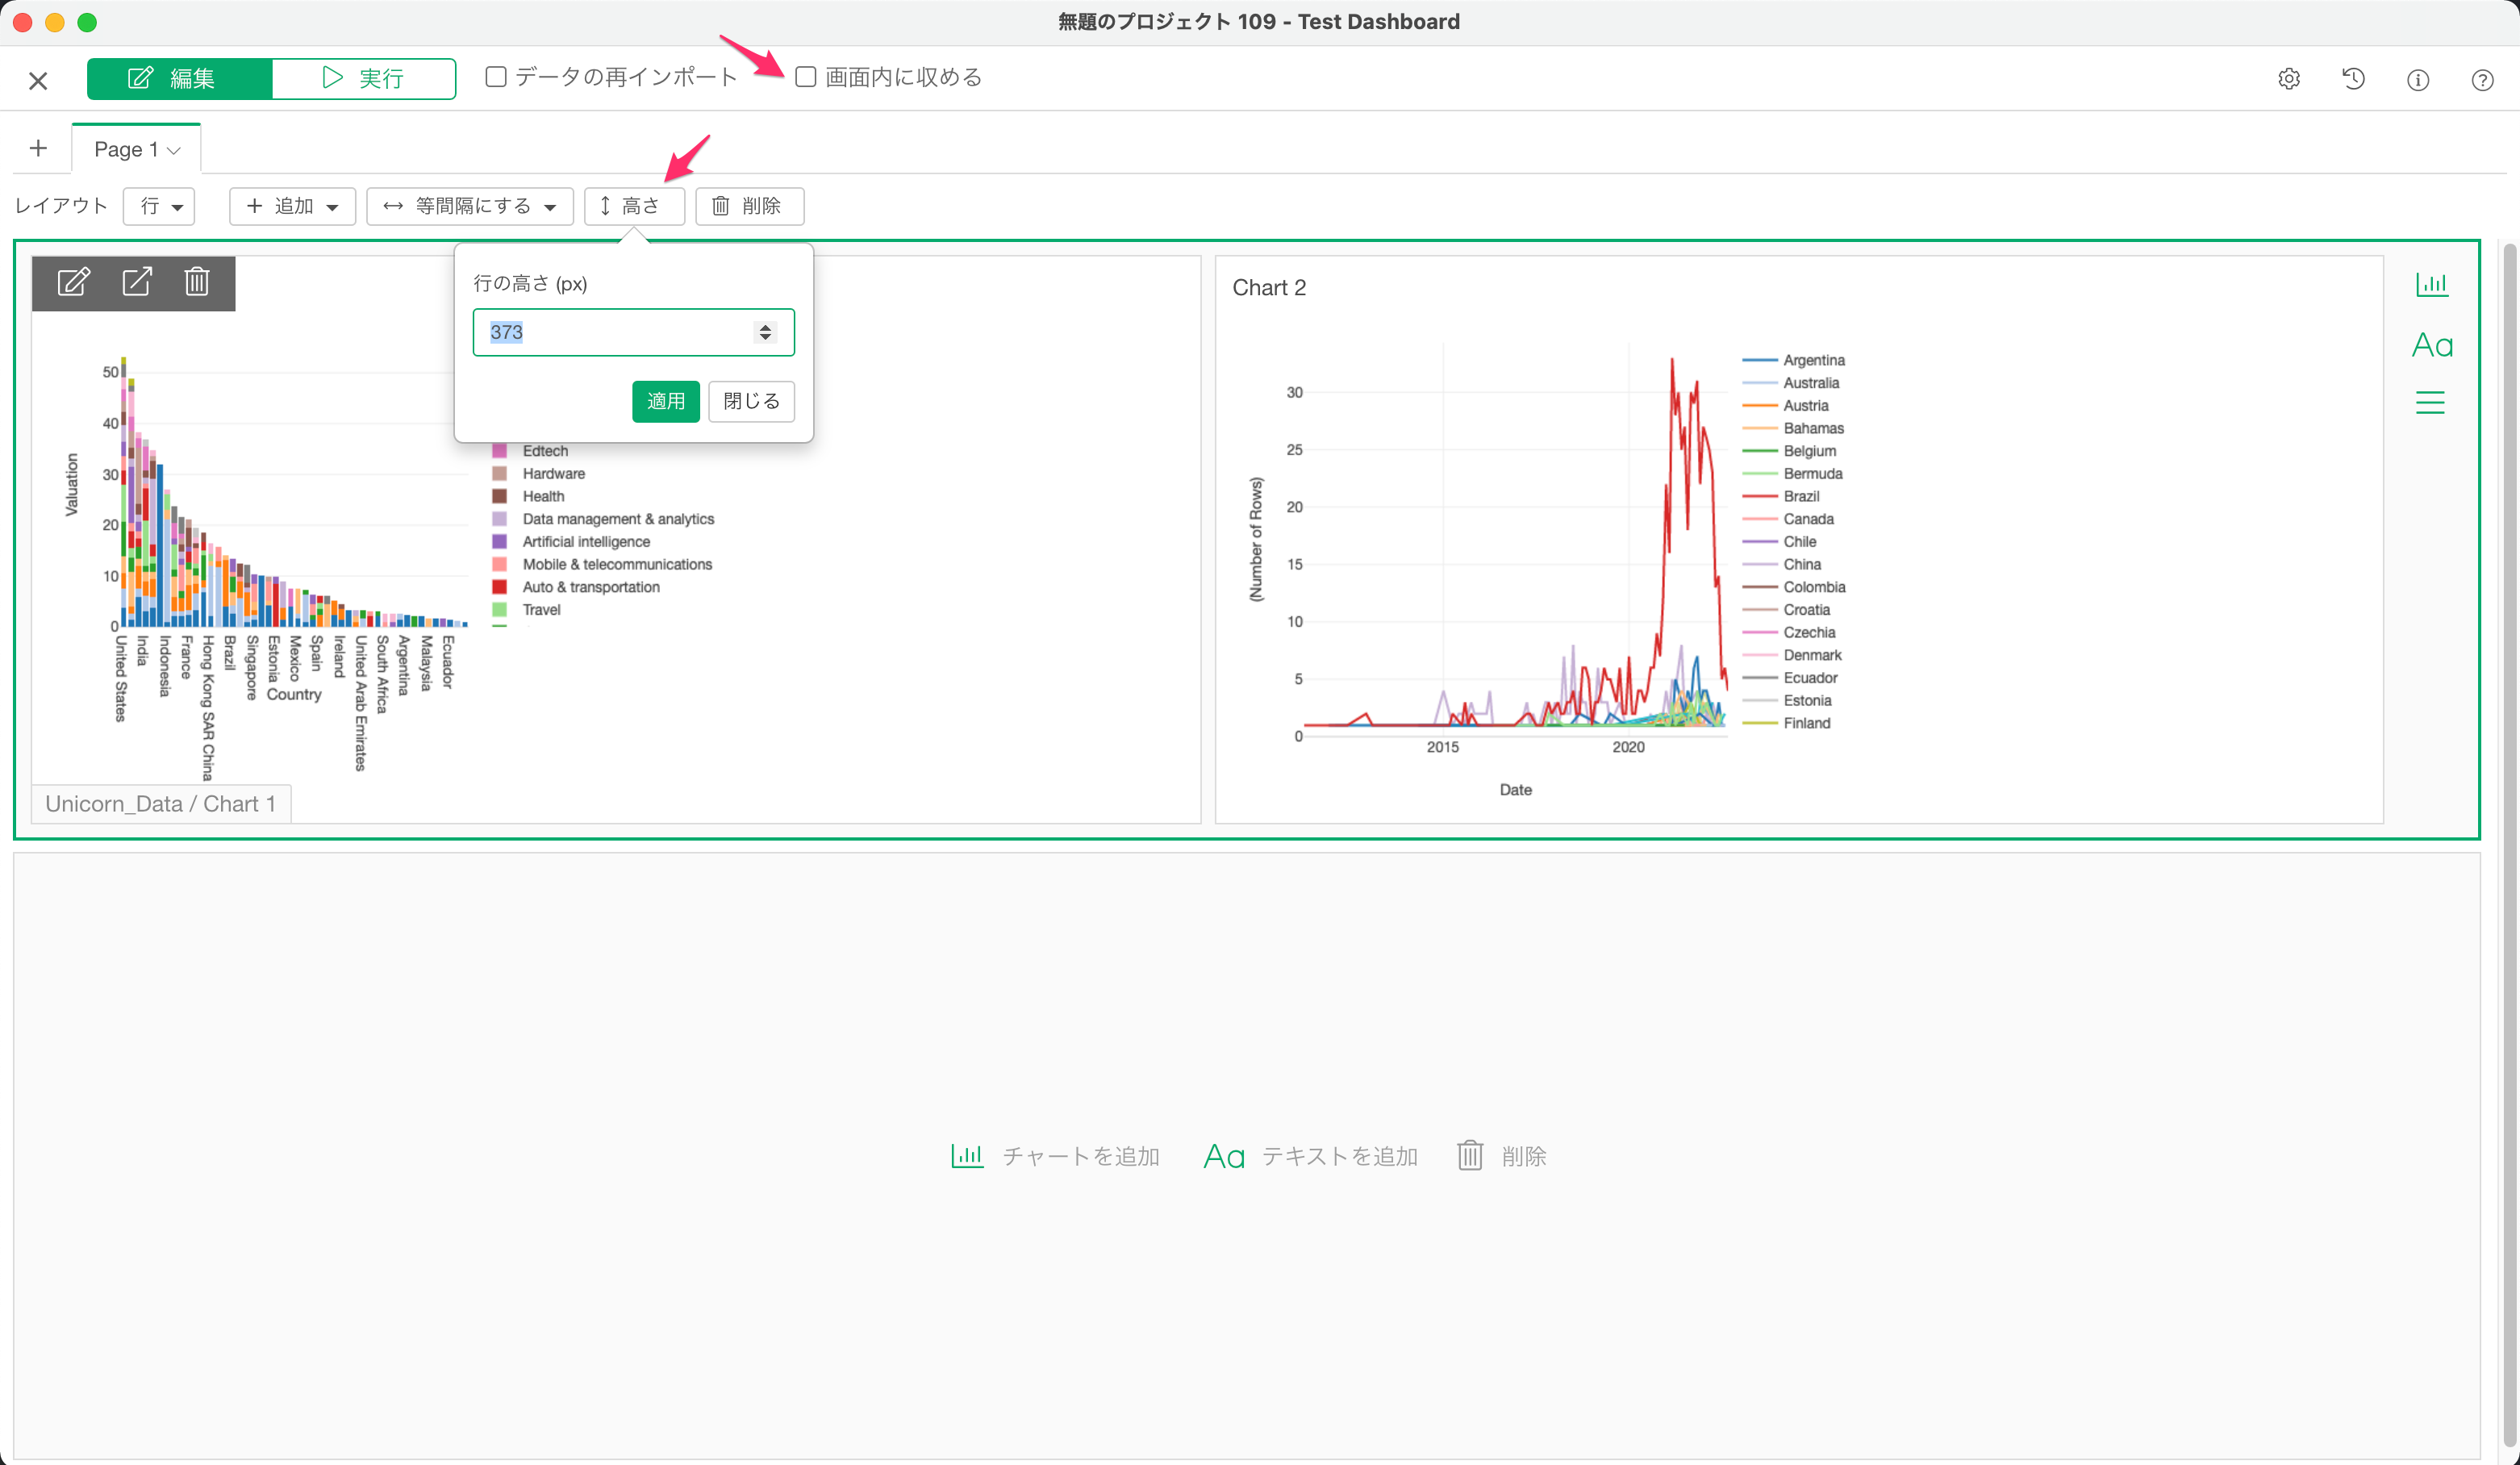 無題のプロジェクト 109 - Test Dashboard
編集
実行
データの再インポート
画面内に収める
Page 1
レイアウト
行
追加
等間隔にする
高さ
削除
行の高さ (px)
373
適用
閉じる
50
40
30
20
10
0
Valuation
United States
India
Indonesia
France
Hong Kong SAR China
Brazil
Singapore
Estonia
Mexico
Spain
Ireland
United Arab Emirates
South Africa
Argentina
Malaysia
Ecuador
Country
Edtech
Hardware
Health
Data management & analytics
Artificial intelligence
Mobile & telecommunications
Auto & transportation
Travel
Unicorn_Data / Chart 1
Chart 2
30
25
20
15
10
5
0
(Number of Rows)
2015
2020
Date
Argentina
Australia
Austria
Bahamas
Belgium
Bermuda
Brazil
Canada
Chile
China
Colombia
Croatia
Czechia
Denmark
Ecuador
Estonia
Finland
Aa
チャートを追加
Aa テキストを追加
削除